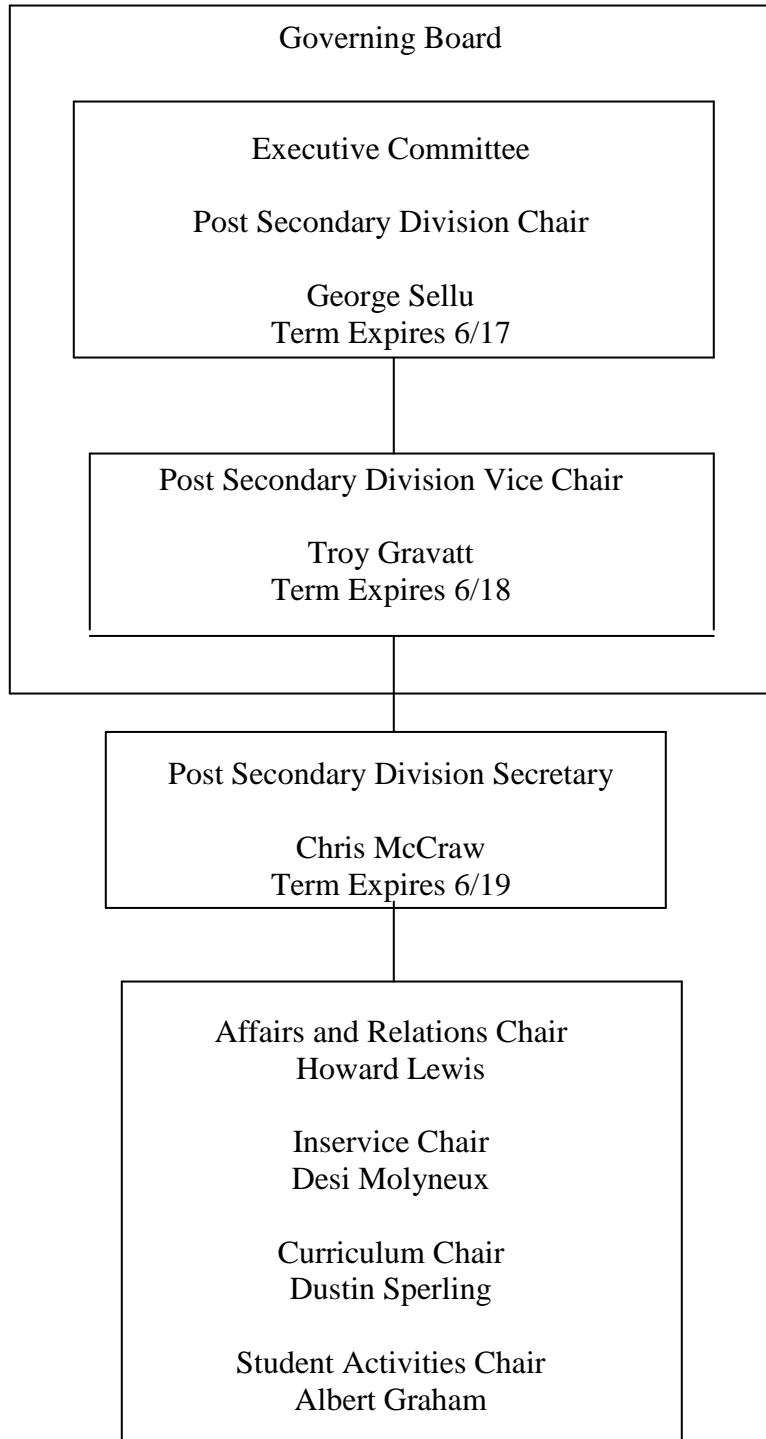 Governing Board
Executive Committee
Post Secondary Division Chair
George Sellu
Term Expires 6/17
Post Secondary Division Vice Chair
Troy Gravatt
Term Expires 6/18
Post Secondary Division Secretary
Chris McCraw
Term Expires 6/19
Affairs and Relations Chair
Howard Lewis
Inservice Chair
Desi Molyneux
Curriculum Chair
Dustin Sperling
Student Activities Chair
Albert Graham